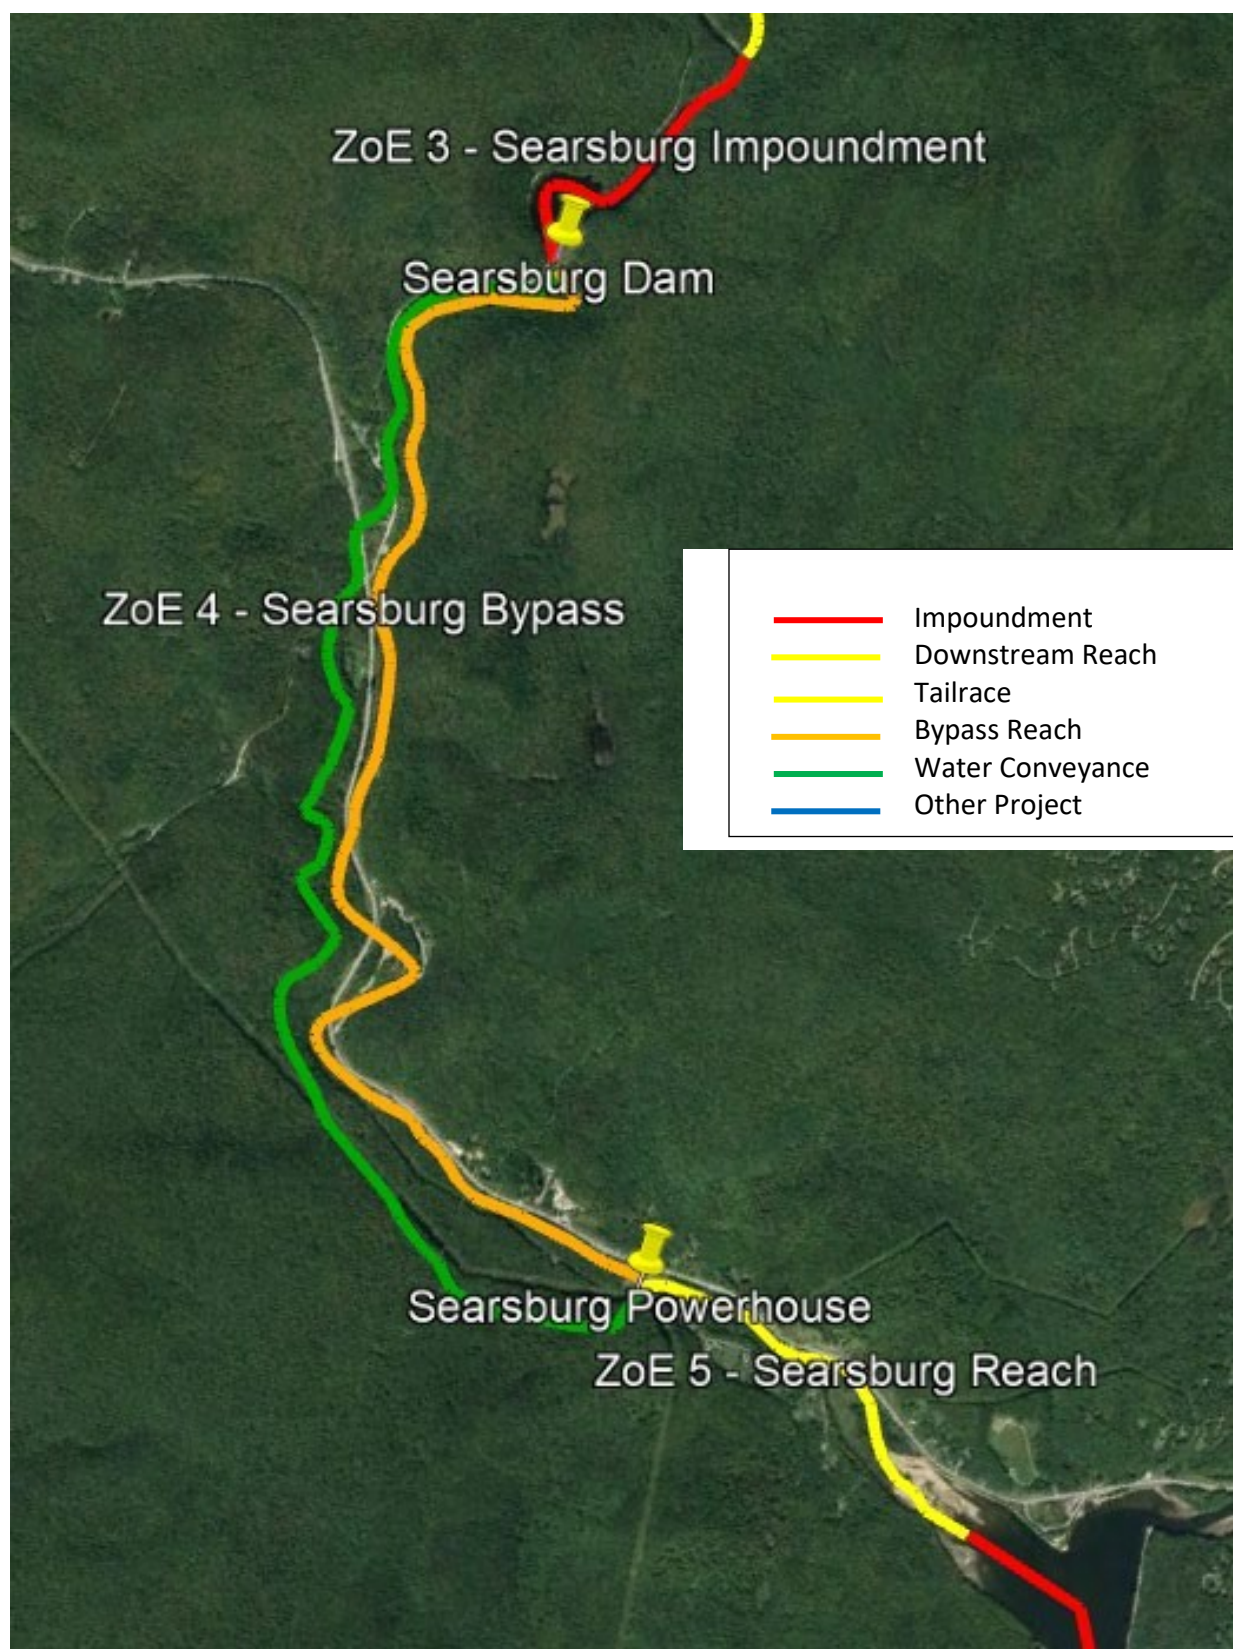 ZoE 3 - Searsburg Impoundment
Searsburg Dam
ZoE 4 - Searsburg Bypass
Impoundment
Downstream Reach
Tailrace
Bypass Reach
Water Conveyance
Other Project
Searsburg Powerhouse
ZoE 5 - Searsburg Reach